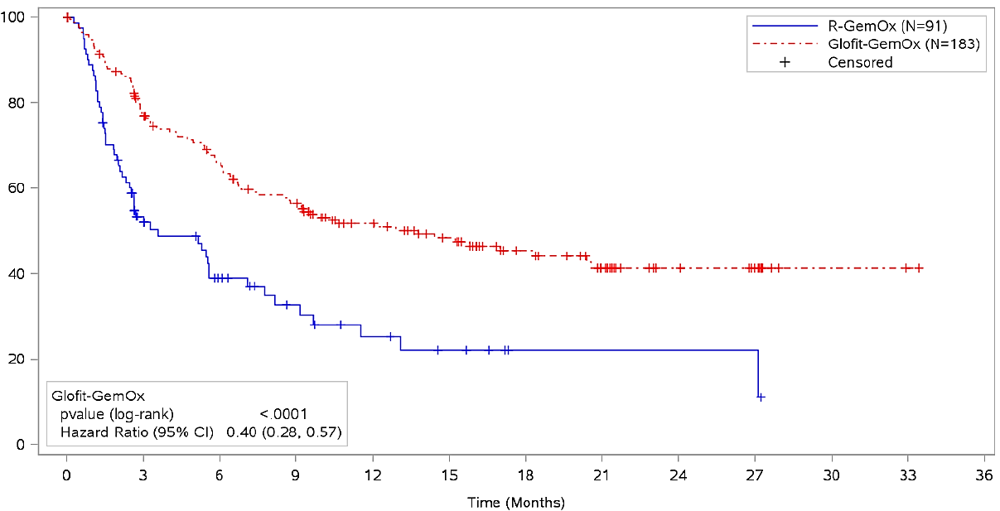 100
80
60
40
20
0
R-GemOx (N=91)
Glofit-GemOx (N=183)
+ Censored
Glofit-GemOx
pvalue (log-rank) <.0001
Hazard Ratio (95% CI) 0.40 (0.28, 0.57)
0 3 6 9 12 15 18 21 24 27 30 33 36
Time (Months)